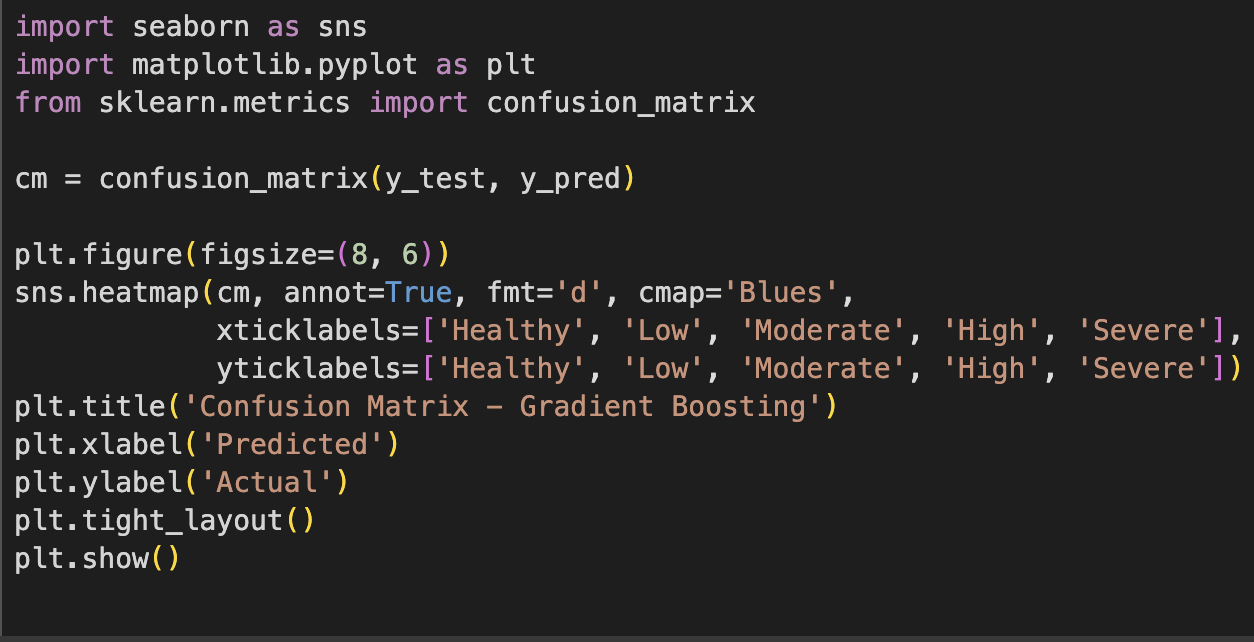 import seaborn as sns
import matplotlib.pyplot as plt
from sklearn.metrics import confusion_matrix

cm = confusion_matrix(y_test, y_pred)

plt.figure(figsize=(8, 6))
sns.heatmap(cm, annot=True, fmt='d', cmap='Blues',
            xticklabels=['Healthy', 'Low', 'Moderate', 'High', 'Severe'],
            yticklabels=['Healthy', 'Low', 'Moderate', 'High', 'Severe'])
plt.title('Confusion Matrix – Gradient Boosting')
plt.xlabel('Predicted')
plt.ylabel('Actual')
plt.tight_layout()
plt.show()